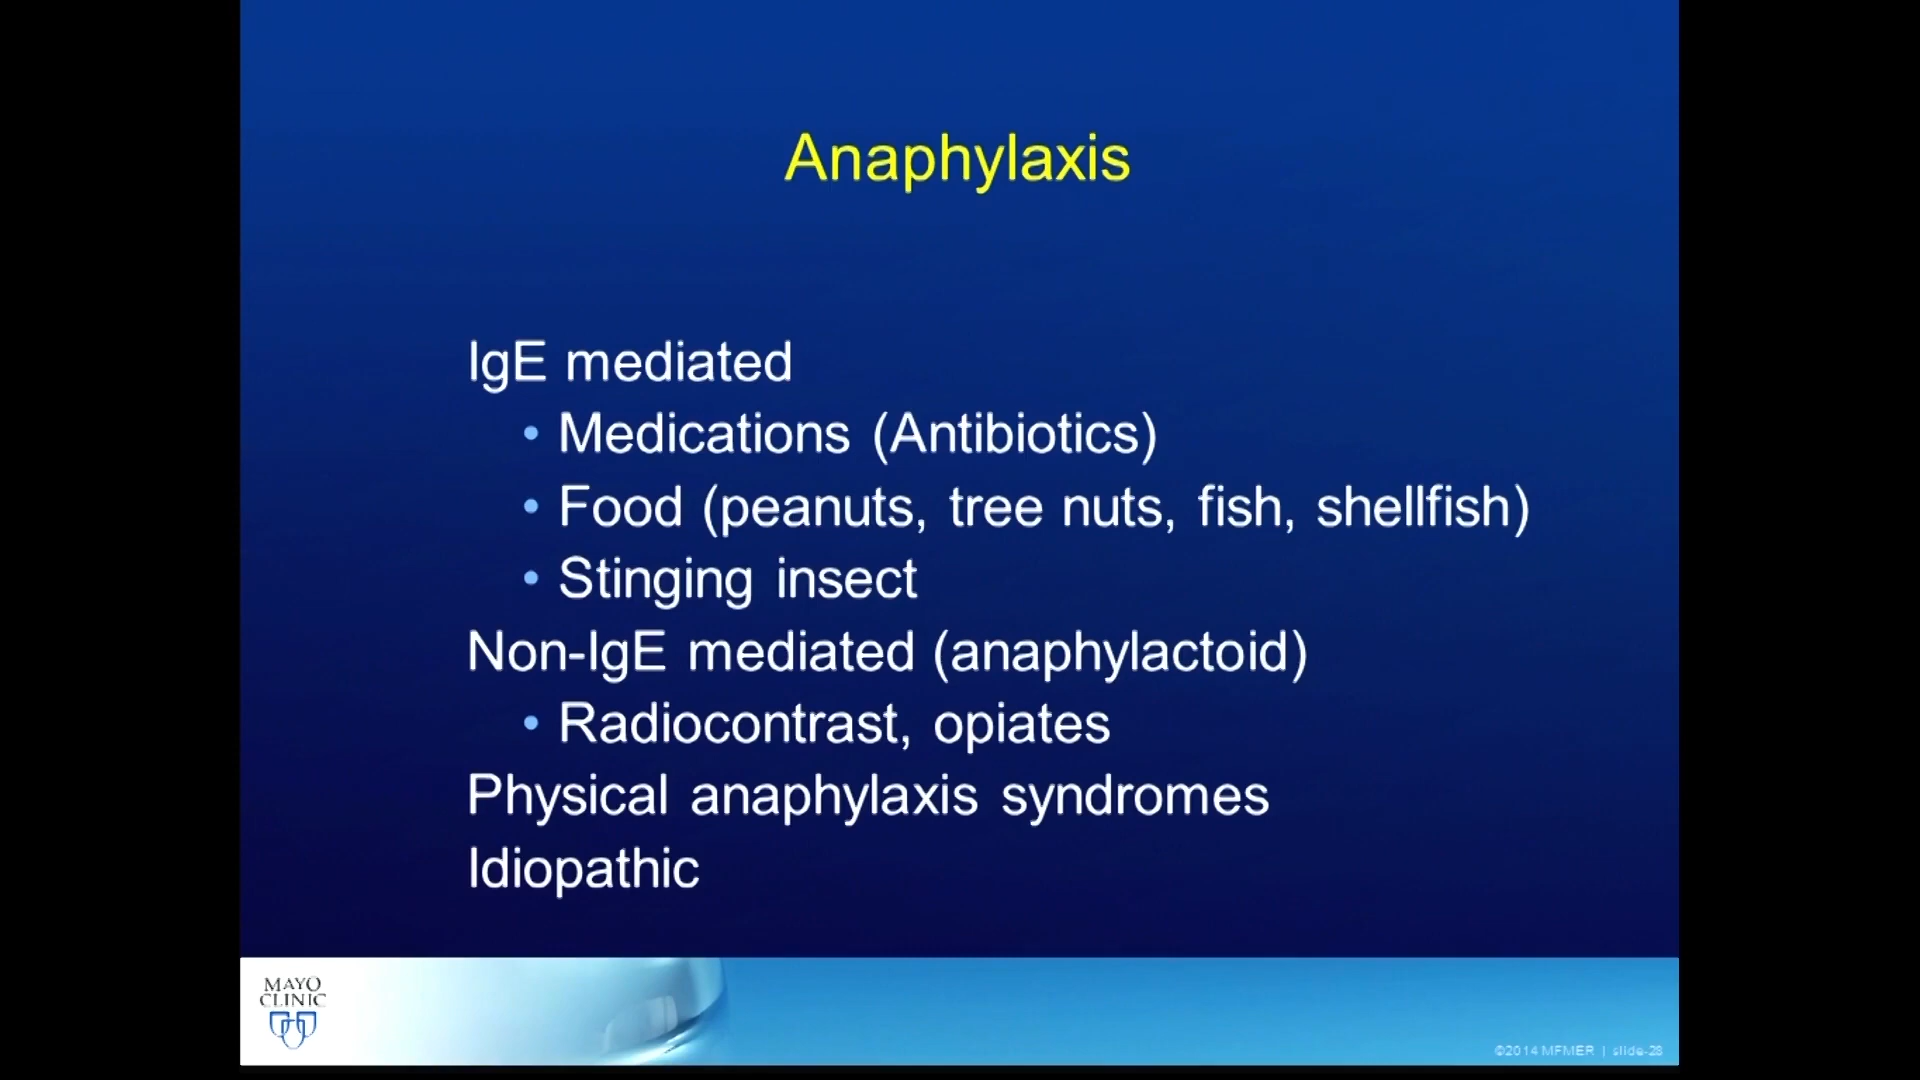 Anaphylaxis
IgE mediated
• Medications (Antibiotics)
• Food (peanuts, tree nuts, fish, shellfish)
• Stinging insect
Non-IgE mediated (anaphylactoid)
• Radiocontrast, opiates
Physical anaphylaxis syndromes
Idiopathic
MAYO
CLINIC
©2014 MFMER | slide-28